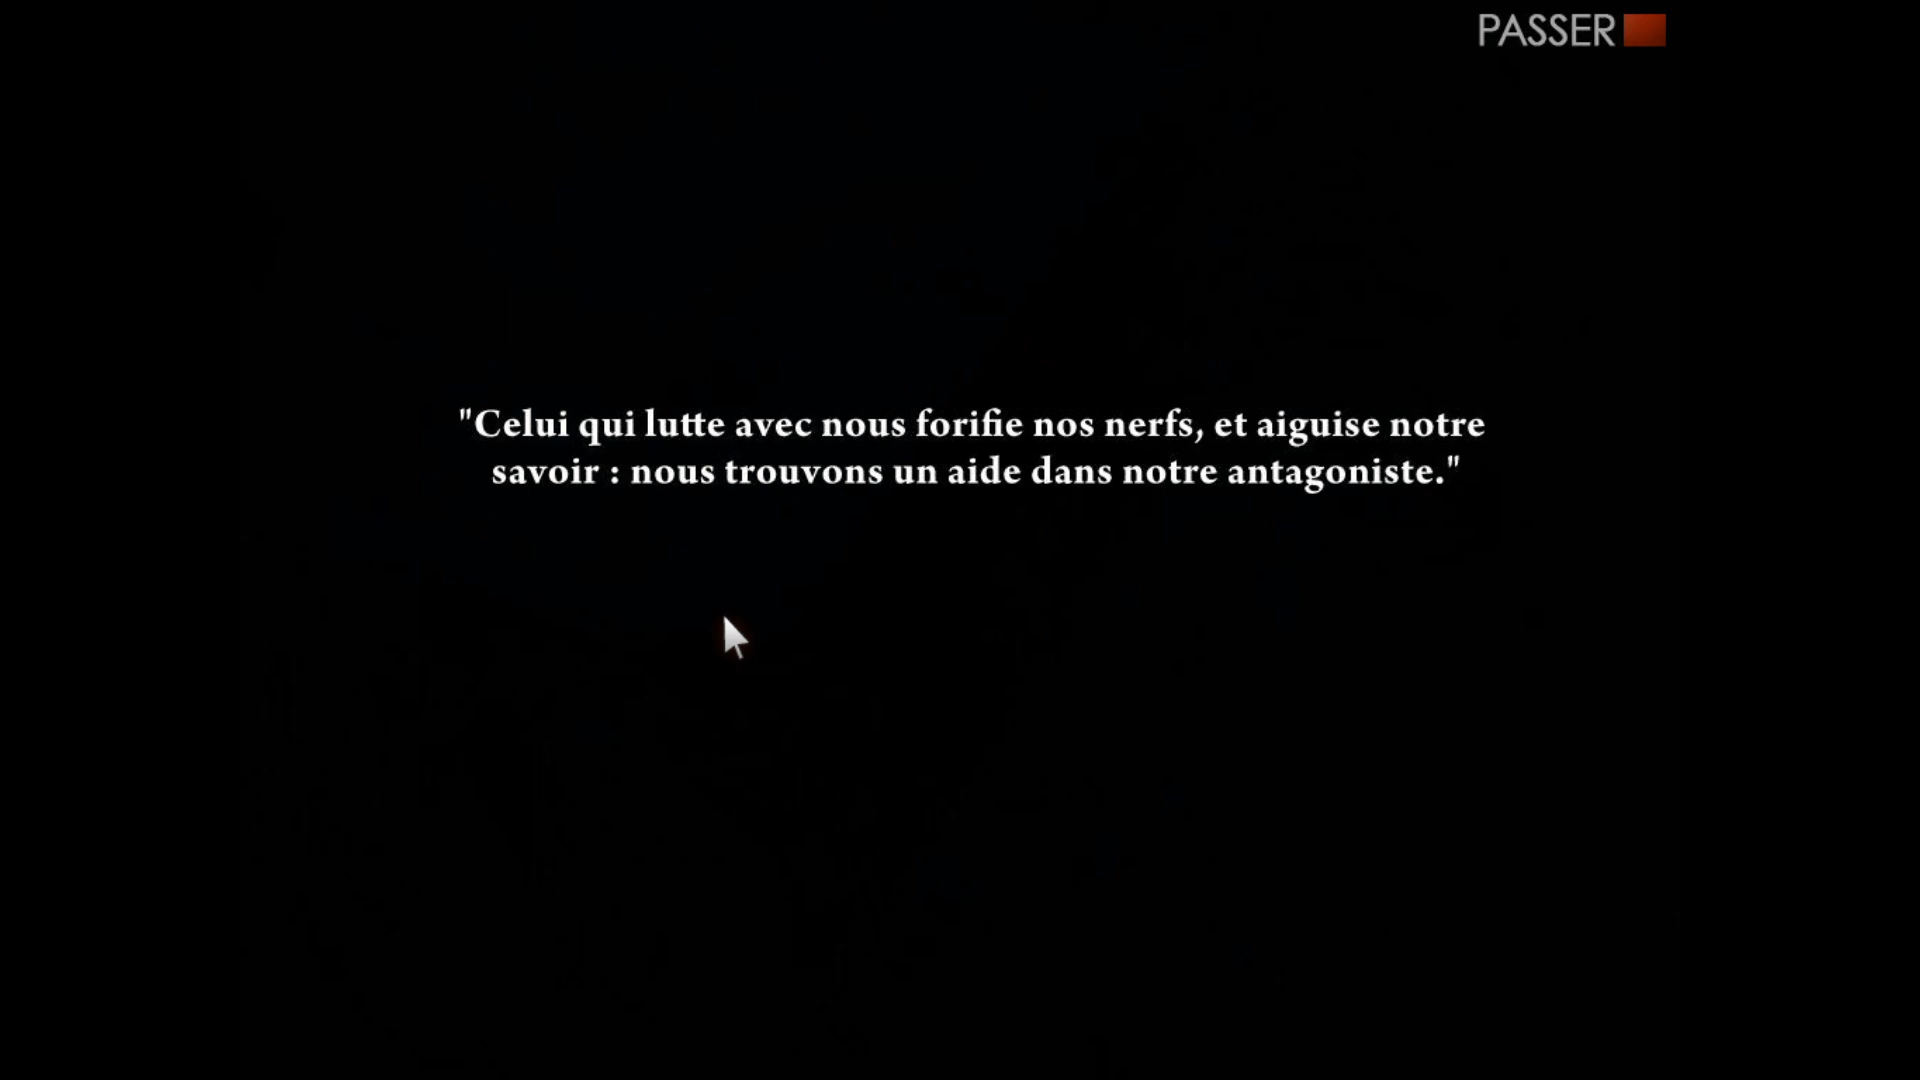 PASSER
"Celui qui lutte avec nous forifie nos nerfs, et aiguise notre
savoir : nous trouvons un aide dans notre antagoniste."